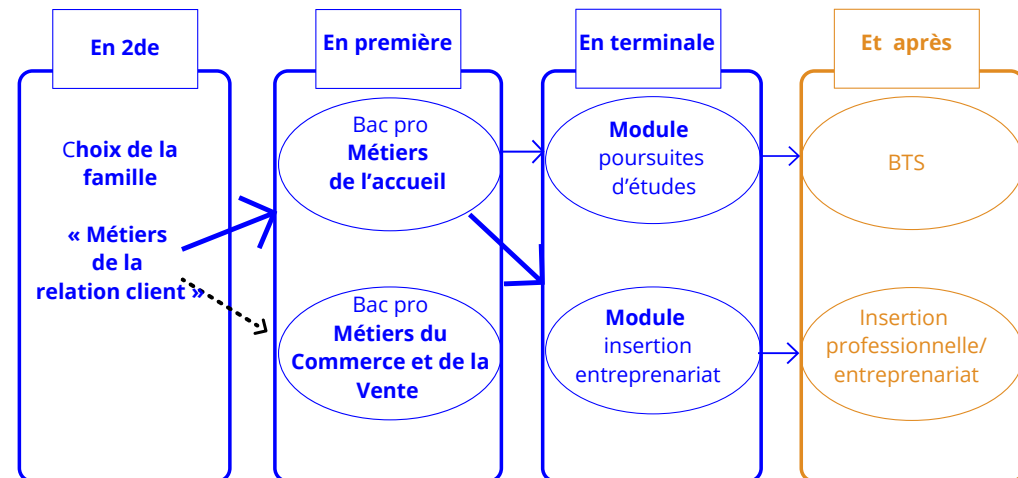 En 2de
Choix de la
famille
« Métiers
de la
relation client »
En première
Bac pro
Métiers
de l’accueil
Bac pro
Métiers du
Commerce et de la
Vente
En terminale
Module
poursuites
d’études
Module
insertion
entreprenariat
Et après
BTS
Insertion
professionnelle/
entreprenariat